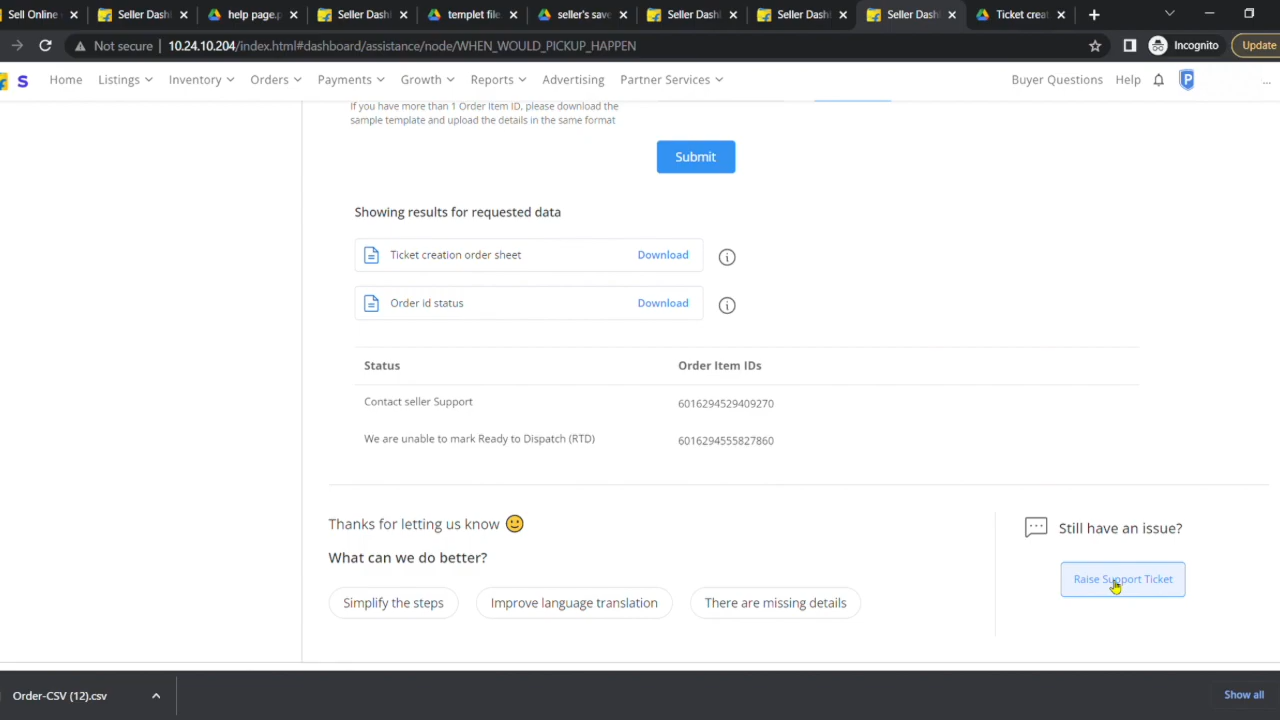 Sell Online
Seller Dash
help page.p
Seller Dash
templet file
seller's save
Seller Dash
Seller Dash
Seller Dash
Ticket creat
Not secure
10.24.10.204/index.html#dashboard/assistance/node/WHEN_WOULD_PICKUP_HAPPEN
Incognito
Update
S
Home
Listings
Inventory
Orders
Payments
Growth
Reports
Advertising
Partner Services
Buyer Questions
Help
P
...
If you have more than 1 Order Item ID, please download the
sample template and upload the details in the same format
Submit
Showing results for requested data
Ticket creation order sheet
Download
Order id status
Download
Status
Order Item IDs
Contact seller Support
6016294529409270
We are unable to mark Ready to Dispatch (RTD)
6016294555827860
Thanks for letting us know
What can we do better?
Simplify the steps
Improve language translation
There are missing details
Still have an issue?
Raise Support Ticket
Order-CSV (12).csv
Show all